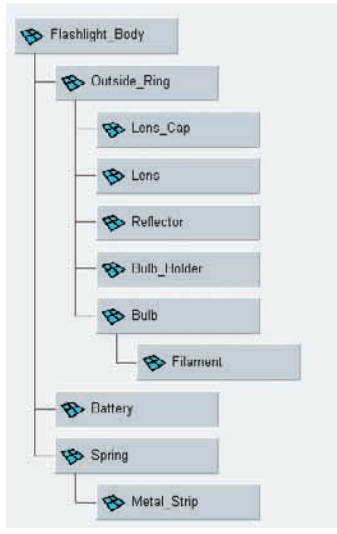 Flashlight_Body
Outside_Ring
Lens_Cap
Lens
Reflector
Bulb_Holder
Bulb
Filament
Battery
Spring
Metal_Strip